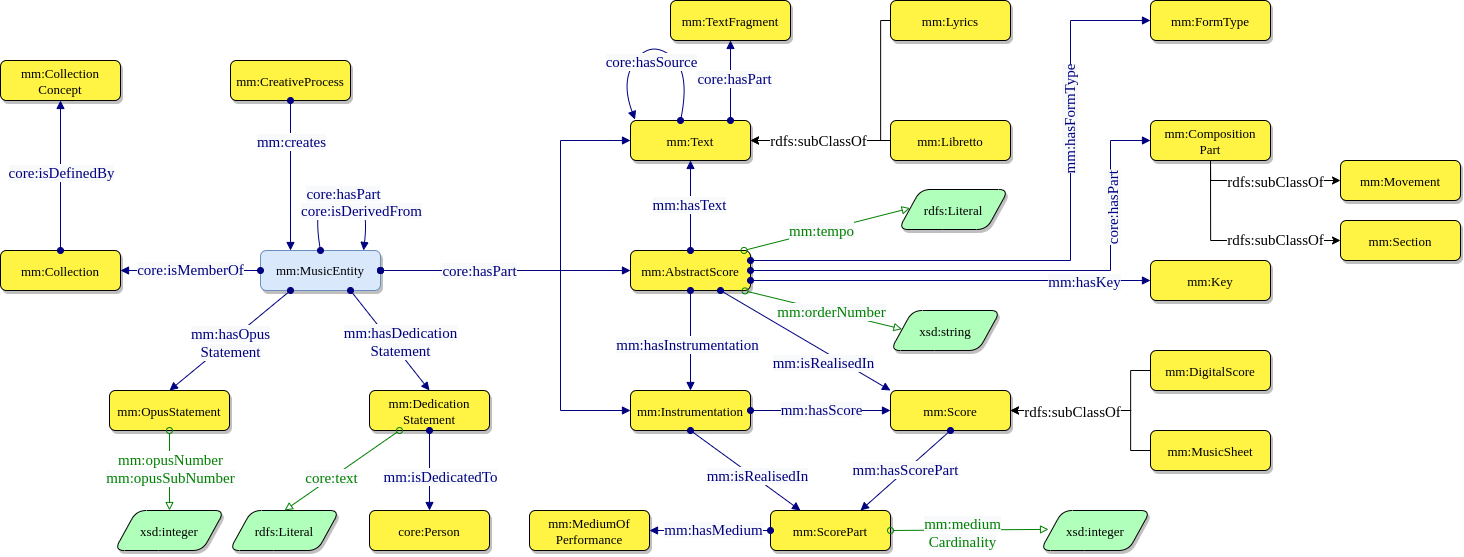 mm:TextFragment
mm:Lyrics
mm:FormType
mm:Collection
Concept
mm:CreativeProcess
core:hasSource
core:hasPart
mm:hasFormType
mm:creates
mm:Text
rdfs:subClassOf
mm:Libretto
mm:Composition
Part
core:isDefinedBy
core:hasPart
core:isDerivedFrom
mm:hasText
rdfs:Literal
core:hasPart
rdfs:subClassOf
mm:Movement
mm:tempo
rdfs:subClassOf
mm:Section
mm:Collection
core:isMemberOf
mm:MusicEntity
core:hasPart
mm:AbstractScore
mm:hasKey
mm:Key
mm:orderNumber
xsd:string
mm:hasOpus
Statement
mm:hasDedication
Statement
mm:hasInstrumentation
mm:isRealisedIn
mm:DigitalScore
mm:OpusStatement
mm:Dedication
Statement
mm:Instrumentation
mm:hasScore
mm:Score
rdfs:subClassOf
mm:MusicSheet
mm:opusNumber
mm:opusSubNumber
core:text
mm:isDedicatedTo
mm:isRealisedIn
mm:hasScorePart
xsd:integer
rdfs:Literal
core:Person
mm:MediumOf
Performance
mm:hasMedium
mm:ScorePart
mm:medium
Cardinality
xsd:integer